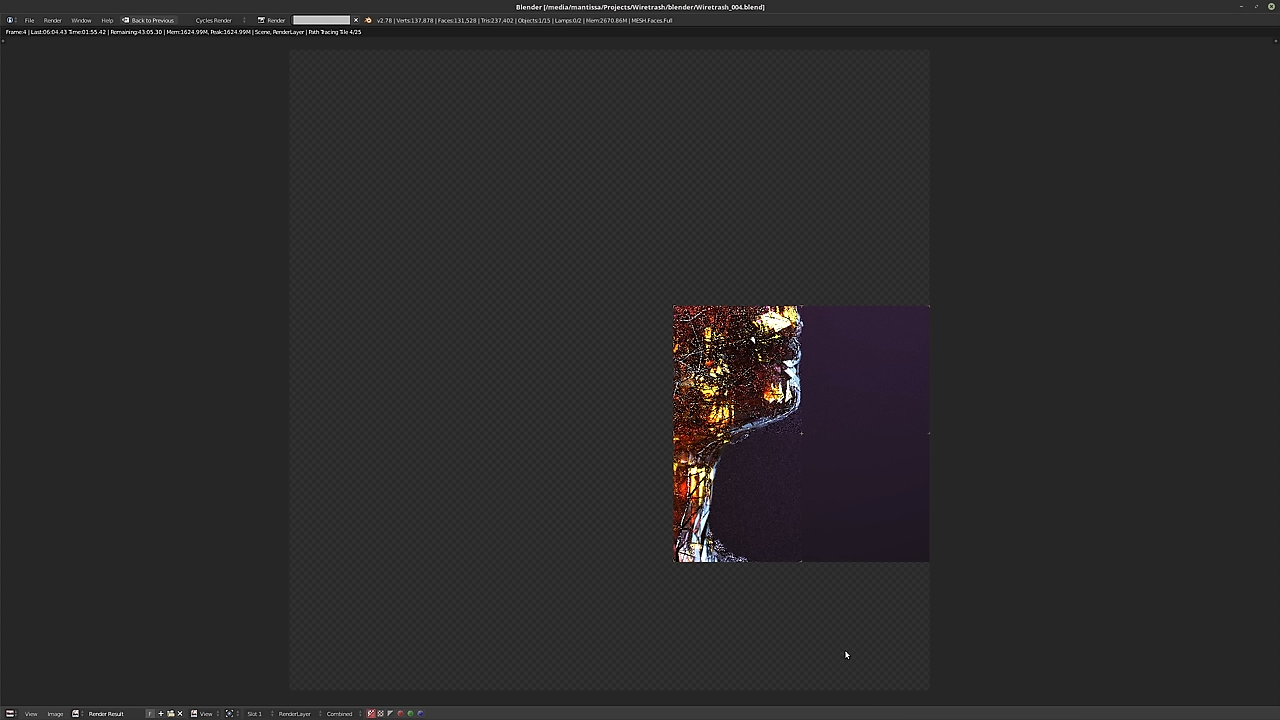 Blender [/media/mantissa/Projects/Wiretrash/blender/Wiretrash_004.blend]
File Render Window Help Back to Previous Cycles Render Render v2.78 | Verts:137,878 | Faces:131,528 | Tris:237,402 | Objects:1/15 | Lamps:0/2 | Mem:2670.86M | MESH.Faces.Full
Frame:4 | Last:06:04.43 Time:01:55.42 | Remaining:43:05.30 | Mem:1624.99M, Peak:1624.99M | Scene, RenderLayer | Path Tracing Tile 4/25
View Image Render Result F View Slot 1 RenderLayer Combined